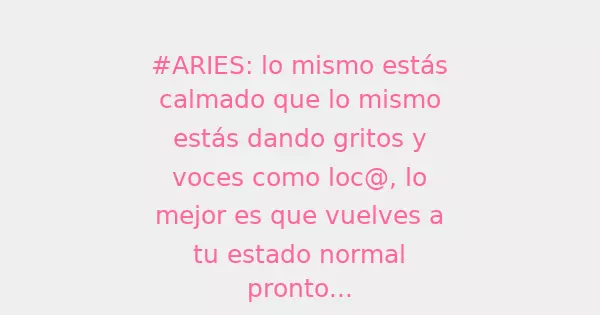 #ARIES: lo mismo estás
calmado que lo mismo
estás dando gritos y
voces como loc@, lo
mejor es que vuelves a
tu estado normal
pronto...